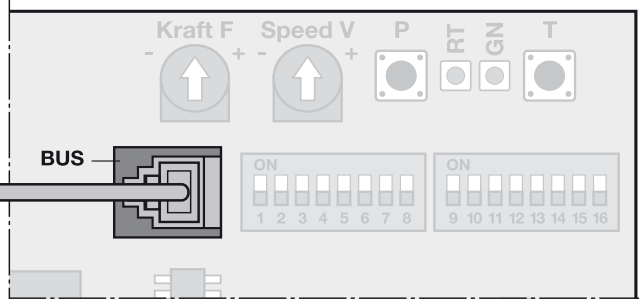 Kraft F Speed V P RT GN T
- + - +
BUS
ON ON
1 2 3 4 5 6 7 8 9 10 11 12 13 14 15 16